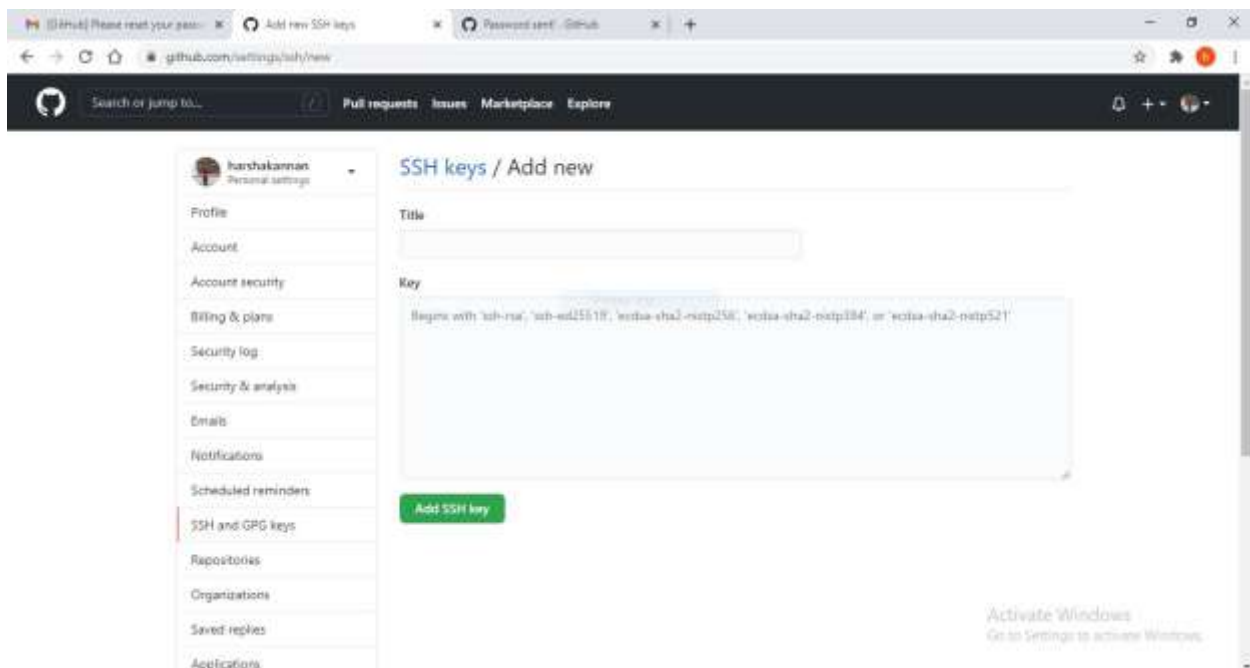 [GitHub] Please reset your passw
Add new SSH keys
Password sent! · GitHub
github.com/settings/ssh/new
Search or jump to...
/
Pull requests Issues Marketplace Explore
harshakannan
Personal settings
SSH keys / Add new
Profile
Title
Account
Account security
Key
Billing & plans
Begins with 'ssh-rsa', 'ssh-ed25519', 'ecdsa-sha2-nistp256', 'ecdsa-sha2-nistp384', or 'ecdsa-sha2-nistp521'
Security log
Security & analysis
Emails
Notifications
Scheduled reminders
Add SSH key
SSH and GPG keys
Repositories
Organizations
Saved replies
Applications
Activate Windows
Go to Settings to activate Windows.